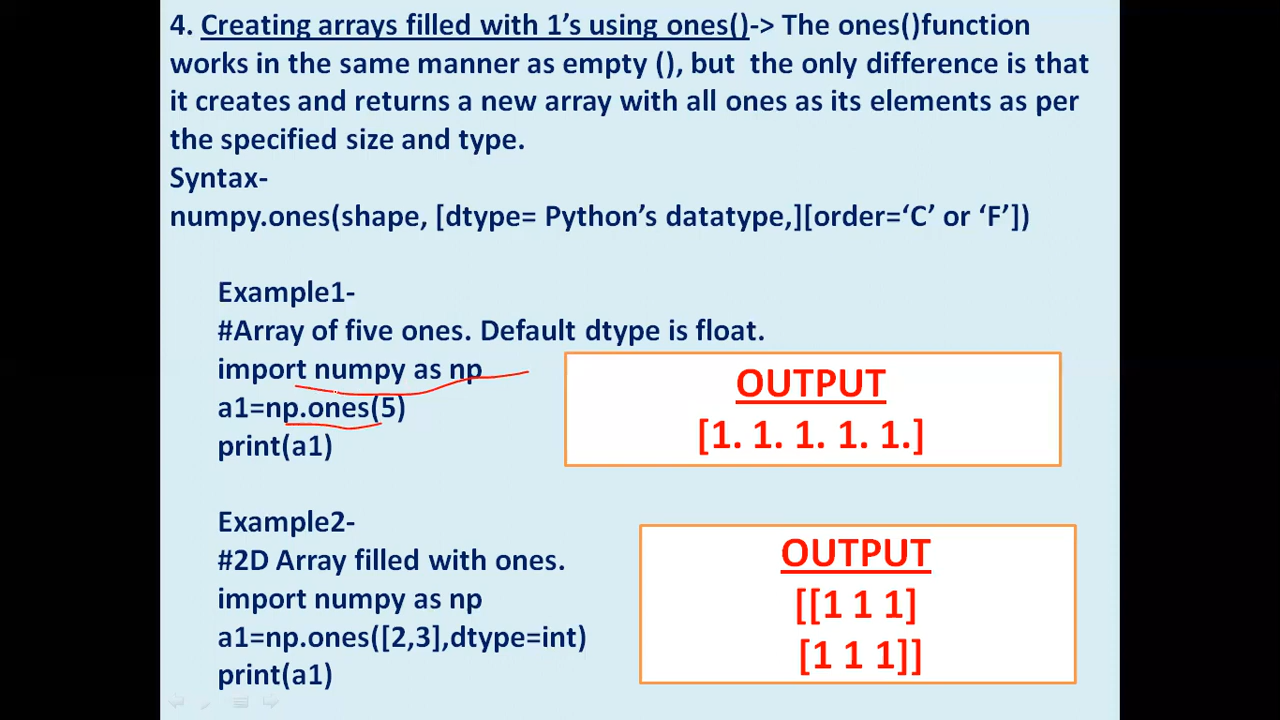 4. Creating arrays filled with 1’s using ones()-> The ones()function
works in the same manner as empty (), but the only difference is that
it creates and returns a new array with all ones as its elements as per
the specified size and type.
Syntax-
numpy.ones(shape, [dtype= Python’s datatype,][order=‘C’ or ‘F’])
Example1-
#Array of five ones. Default dtype is float.
import numpy as np
a1=np.ones(5)
print(a1)
OUTPUT
[1. 1. 1. 1. 1.]
Example2-
#2D Array filled with ones.
import numpy as np
a1=np.ones([2,3],dtype=int)
print(a1)
OUTPUT
[[1 1 1]
[1 1 1]]